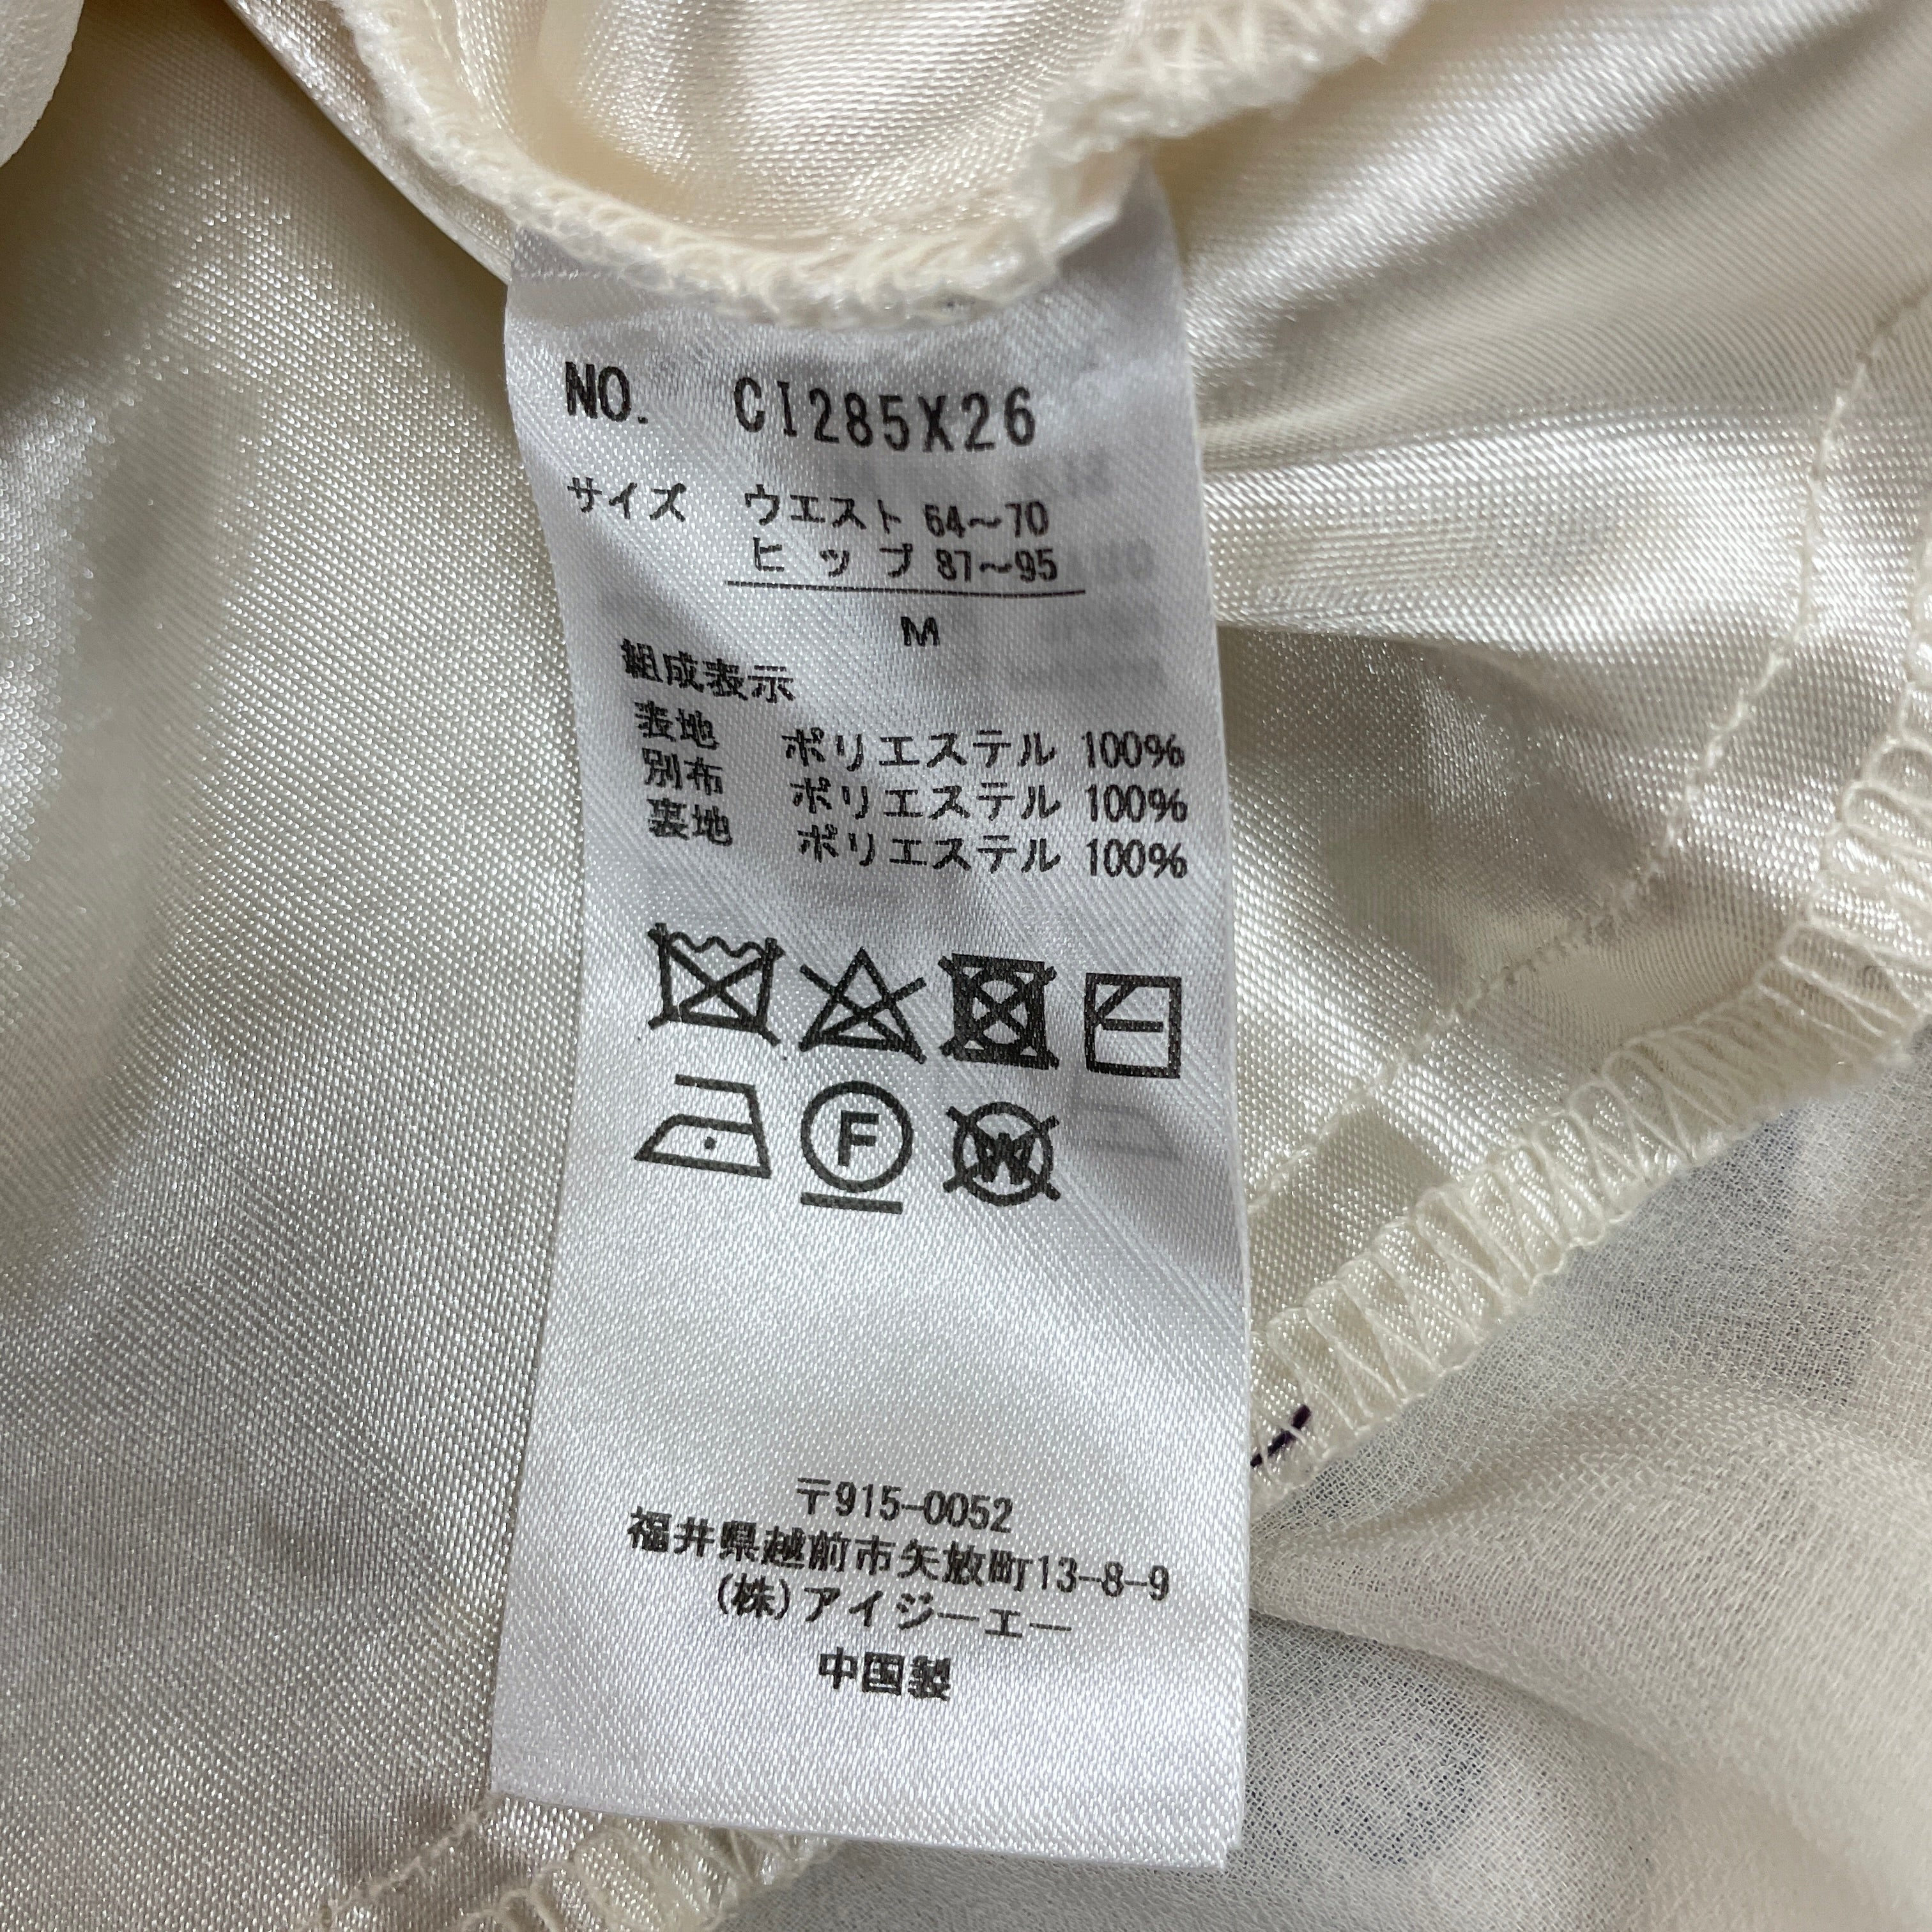 NO. CI285X26
サイズ ウエスト 64～70
ヒップ 87～95
M
組成表示
表地 ポリエステル 100%
別布 ポリエステル 100%
裏地 ポリエステル 100%
F W
〒915-0052
福井県越前市矢放町13-8-9
(株)アイジーエー
中国製